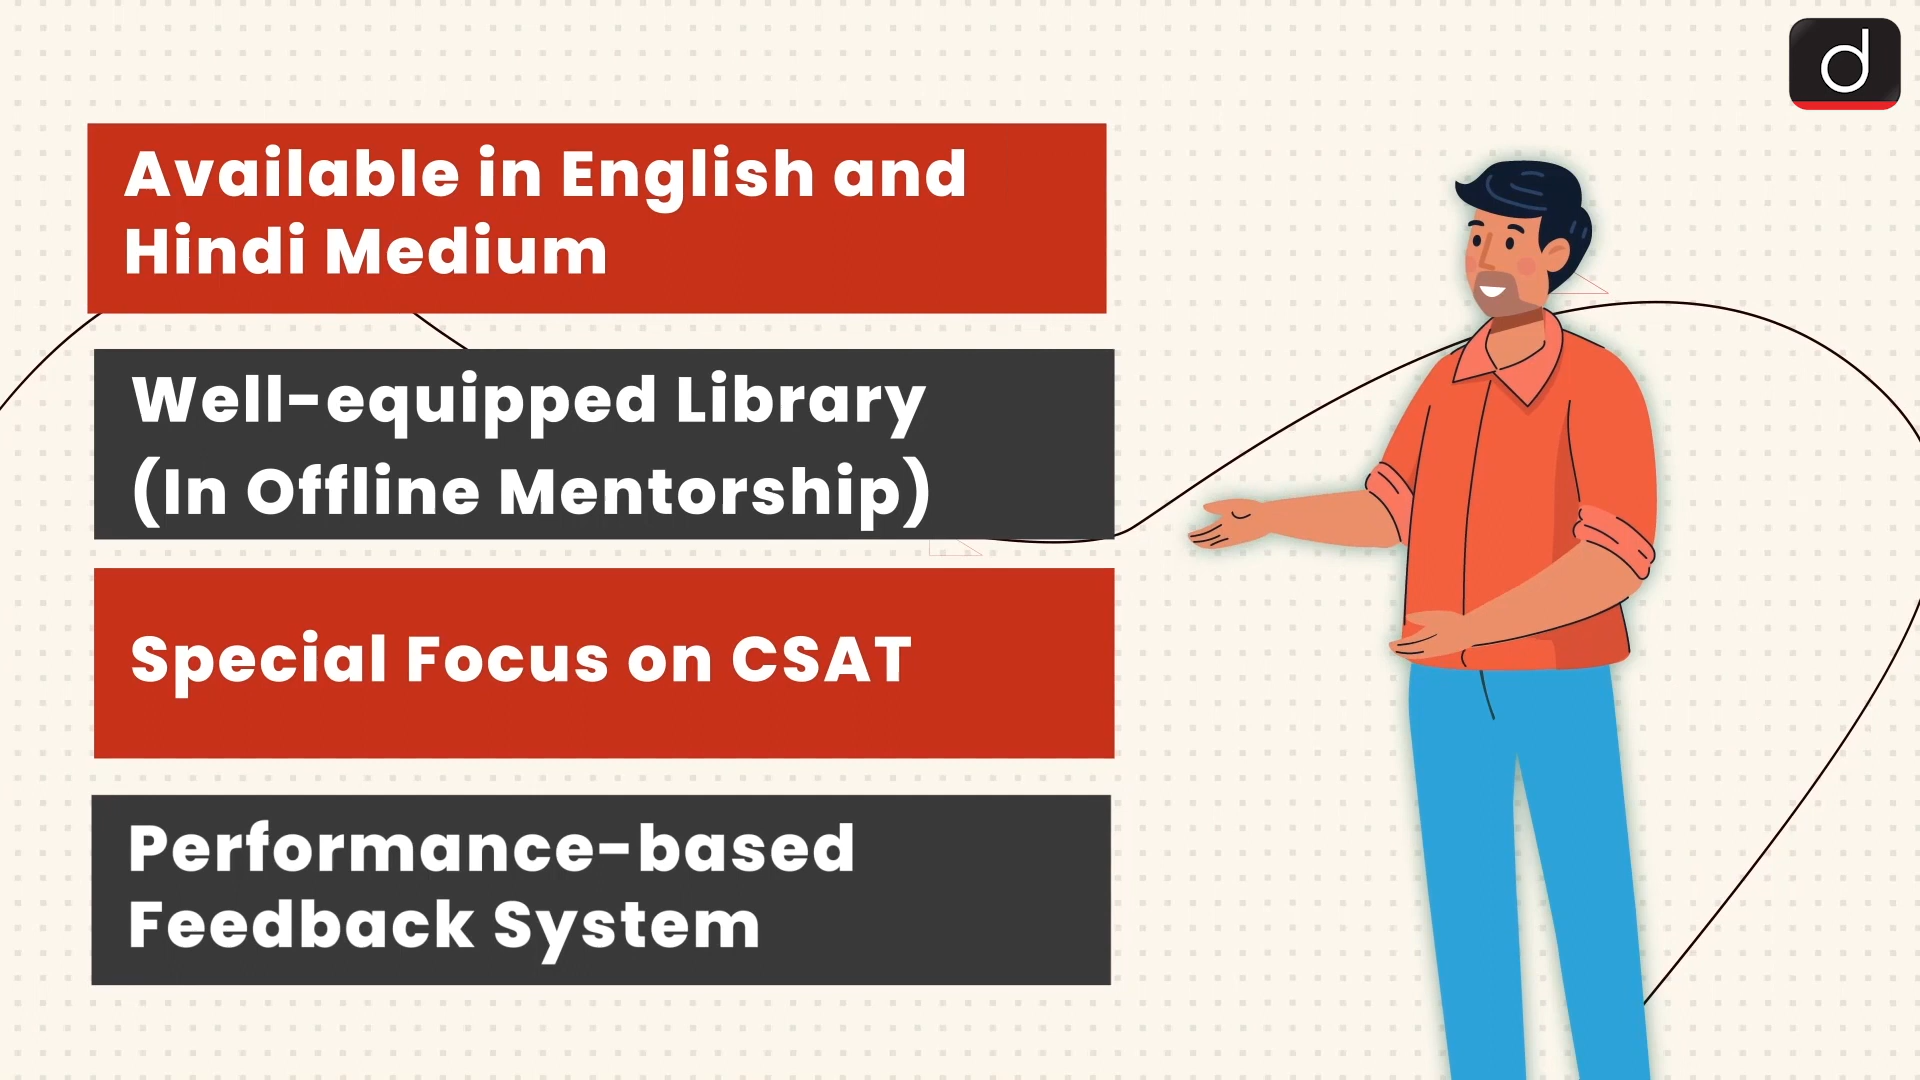 d
Available in English and
Hindi Medium
Well-equipped Library
(In Offline Mentorship)
Special Focus on CSAT
Performance-based
Feedback System